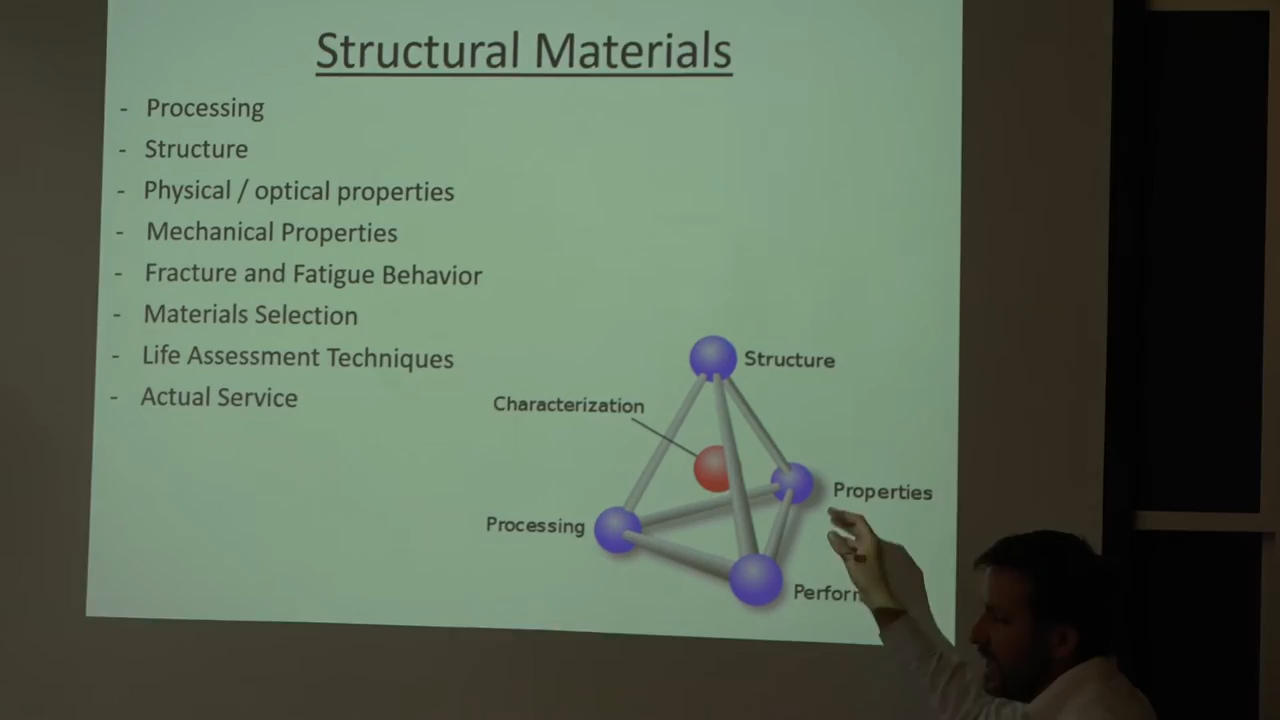 Structural Materials
- Processing
- Structure
- Physical / optical properties
- Mechanical Properties
- Fracture and Fatigue Behavior
- Materials Selection
- Life Assessment Techniques
- Actual Service
Structure
Characterization
Properties
Processing